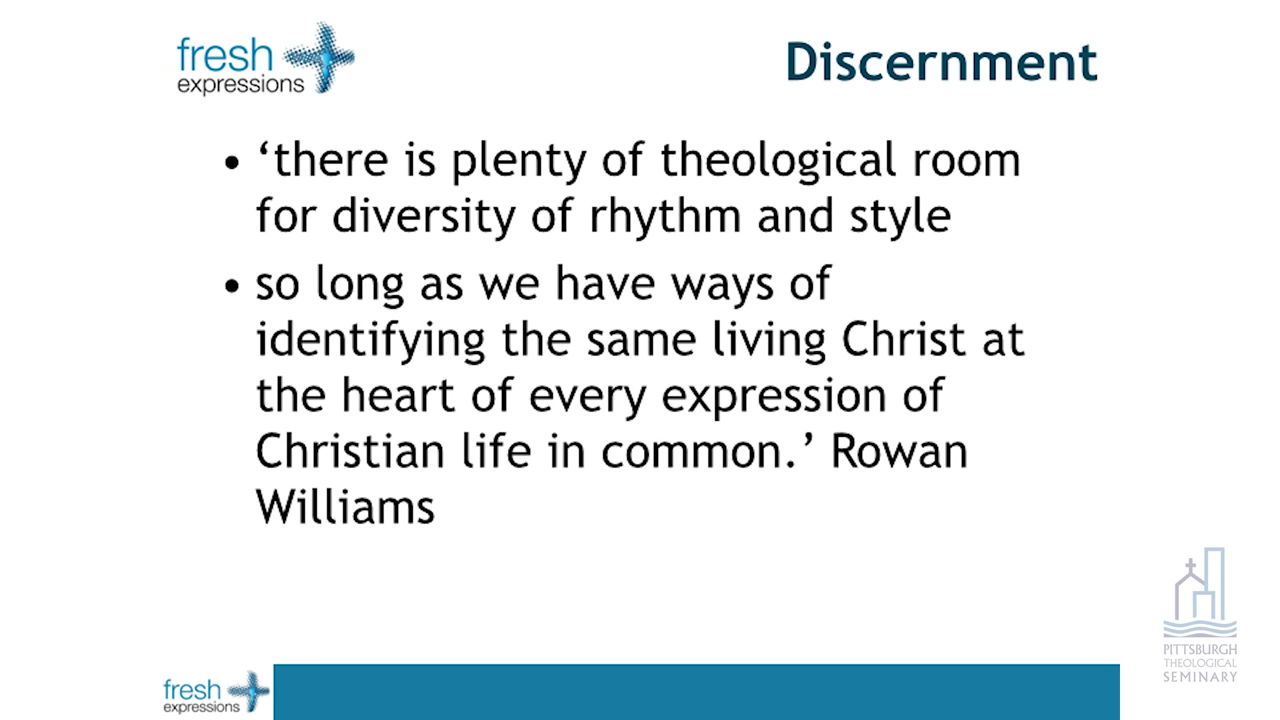 fresh
expressions
Discernment
• ‘there is plenty of theological room
for diversity of rhythm and style
• so long as we have ways of
identifying the same living Christ at
the heart of every expression of
Christian life in common.’ Rowan
Williams
PITTSBURGH
THEOLOGICAL
SEMINARY
fresh
expressions